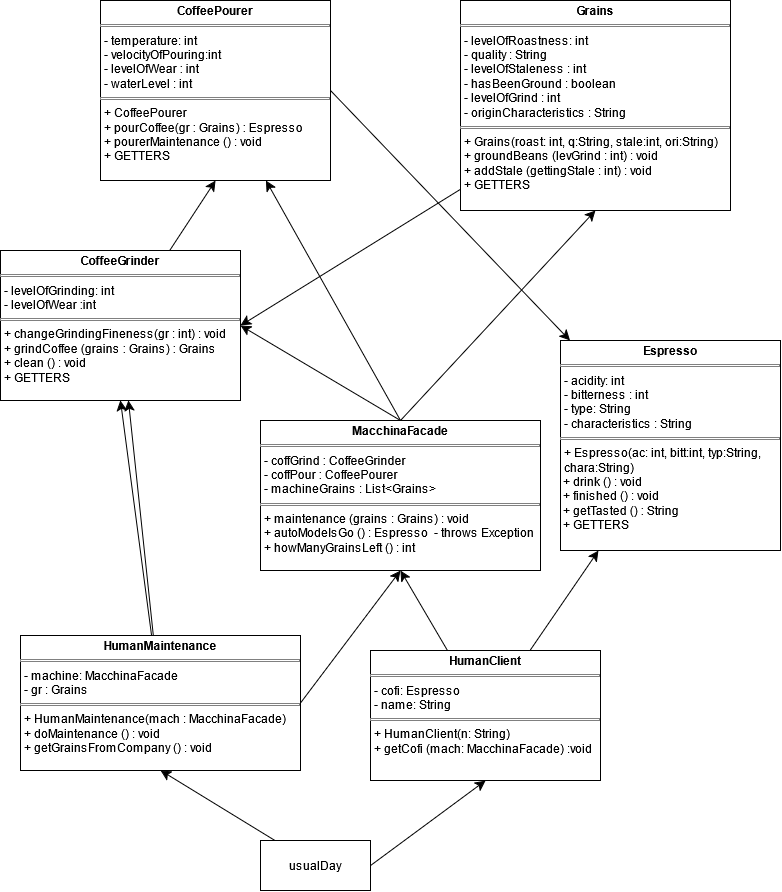 CoffeePourer
- temperature: int
- velocityOfPouring:int
- levelOfWear : int
- waterLevel : int
+ CoffeePourer
+ pourCoffee(gr : Grains) : Espresso
+ pourerMaintenance () : void
+ GETTERS
Grains
- levelOfRoastness: int
- quality : String
- levelOfStaleness : int
- hasBeenGround : boolean
- levelOfGrind : int
- originCharacteristics : String
+ Grains(roast: int, q:String, stale:int, ori:String)
+ groundBeans (levGrind : int) : void
+ addStale (gettingStale : int) : void
+ GETTERS
CoffeeGrinder
- levelOfGrinding: int
- levelOfWear :int
+ changeGrindingFineness(gr : int) : void
+ grindCoffee (grains : Grains) : Grains
+ clean () : void
+ GETTERS
Espresso
- acidity: int
- bitterness : int
- type: String
- characteristics : String
+ Espresso(ac: int, bitt:int, typ:String,
chara:String)
+ drink () : void
+ finished () : void
+ getTasted () : String
+ GETTERS
MacchinaFacade
- coffGrind : CoffeeGrinder
- coffPour : CoffeePourer
- machineGrains : List<Grains>
+ maintenance (grains : Grains) : void
+ autoModeIsGo () : Espresso - throws Exception
+ howManyGrainsLeft () : int
HumanMaintenance
- machine: MacchinaFacade
- gr : Grains
+ HumanMaintenance(mach : MacchinaFacade)
+ doMaintenance () : void
+ getGrainsFromCompany () : void
HumanClient
- cofi: Espresso
- name: String
+ HumanClient(n: String)
+ getCofi (mach: MacchinaFacade) :void
usualDay